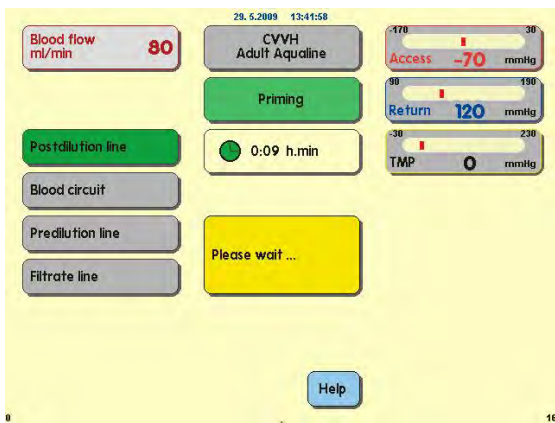 29. 5.2009 13:41:58
Blood flow
ml/min 80
CVVH
Adult Aqualine
-170 30
Access -70 mmHg
Priming
90 190
Return 120 mmHg
Postdilution line
0:09 h.min
-30 230
TMP 0 mmHg
Blood circuit
Predilution line
Please wait ...
Filtrate line
Help
0 16